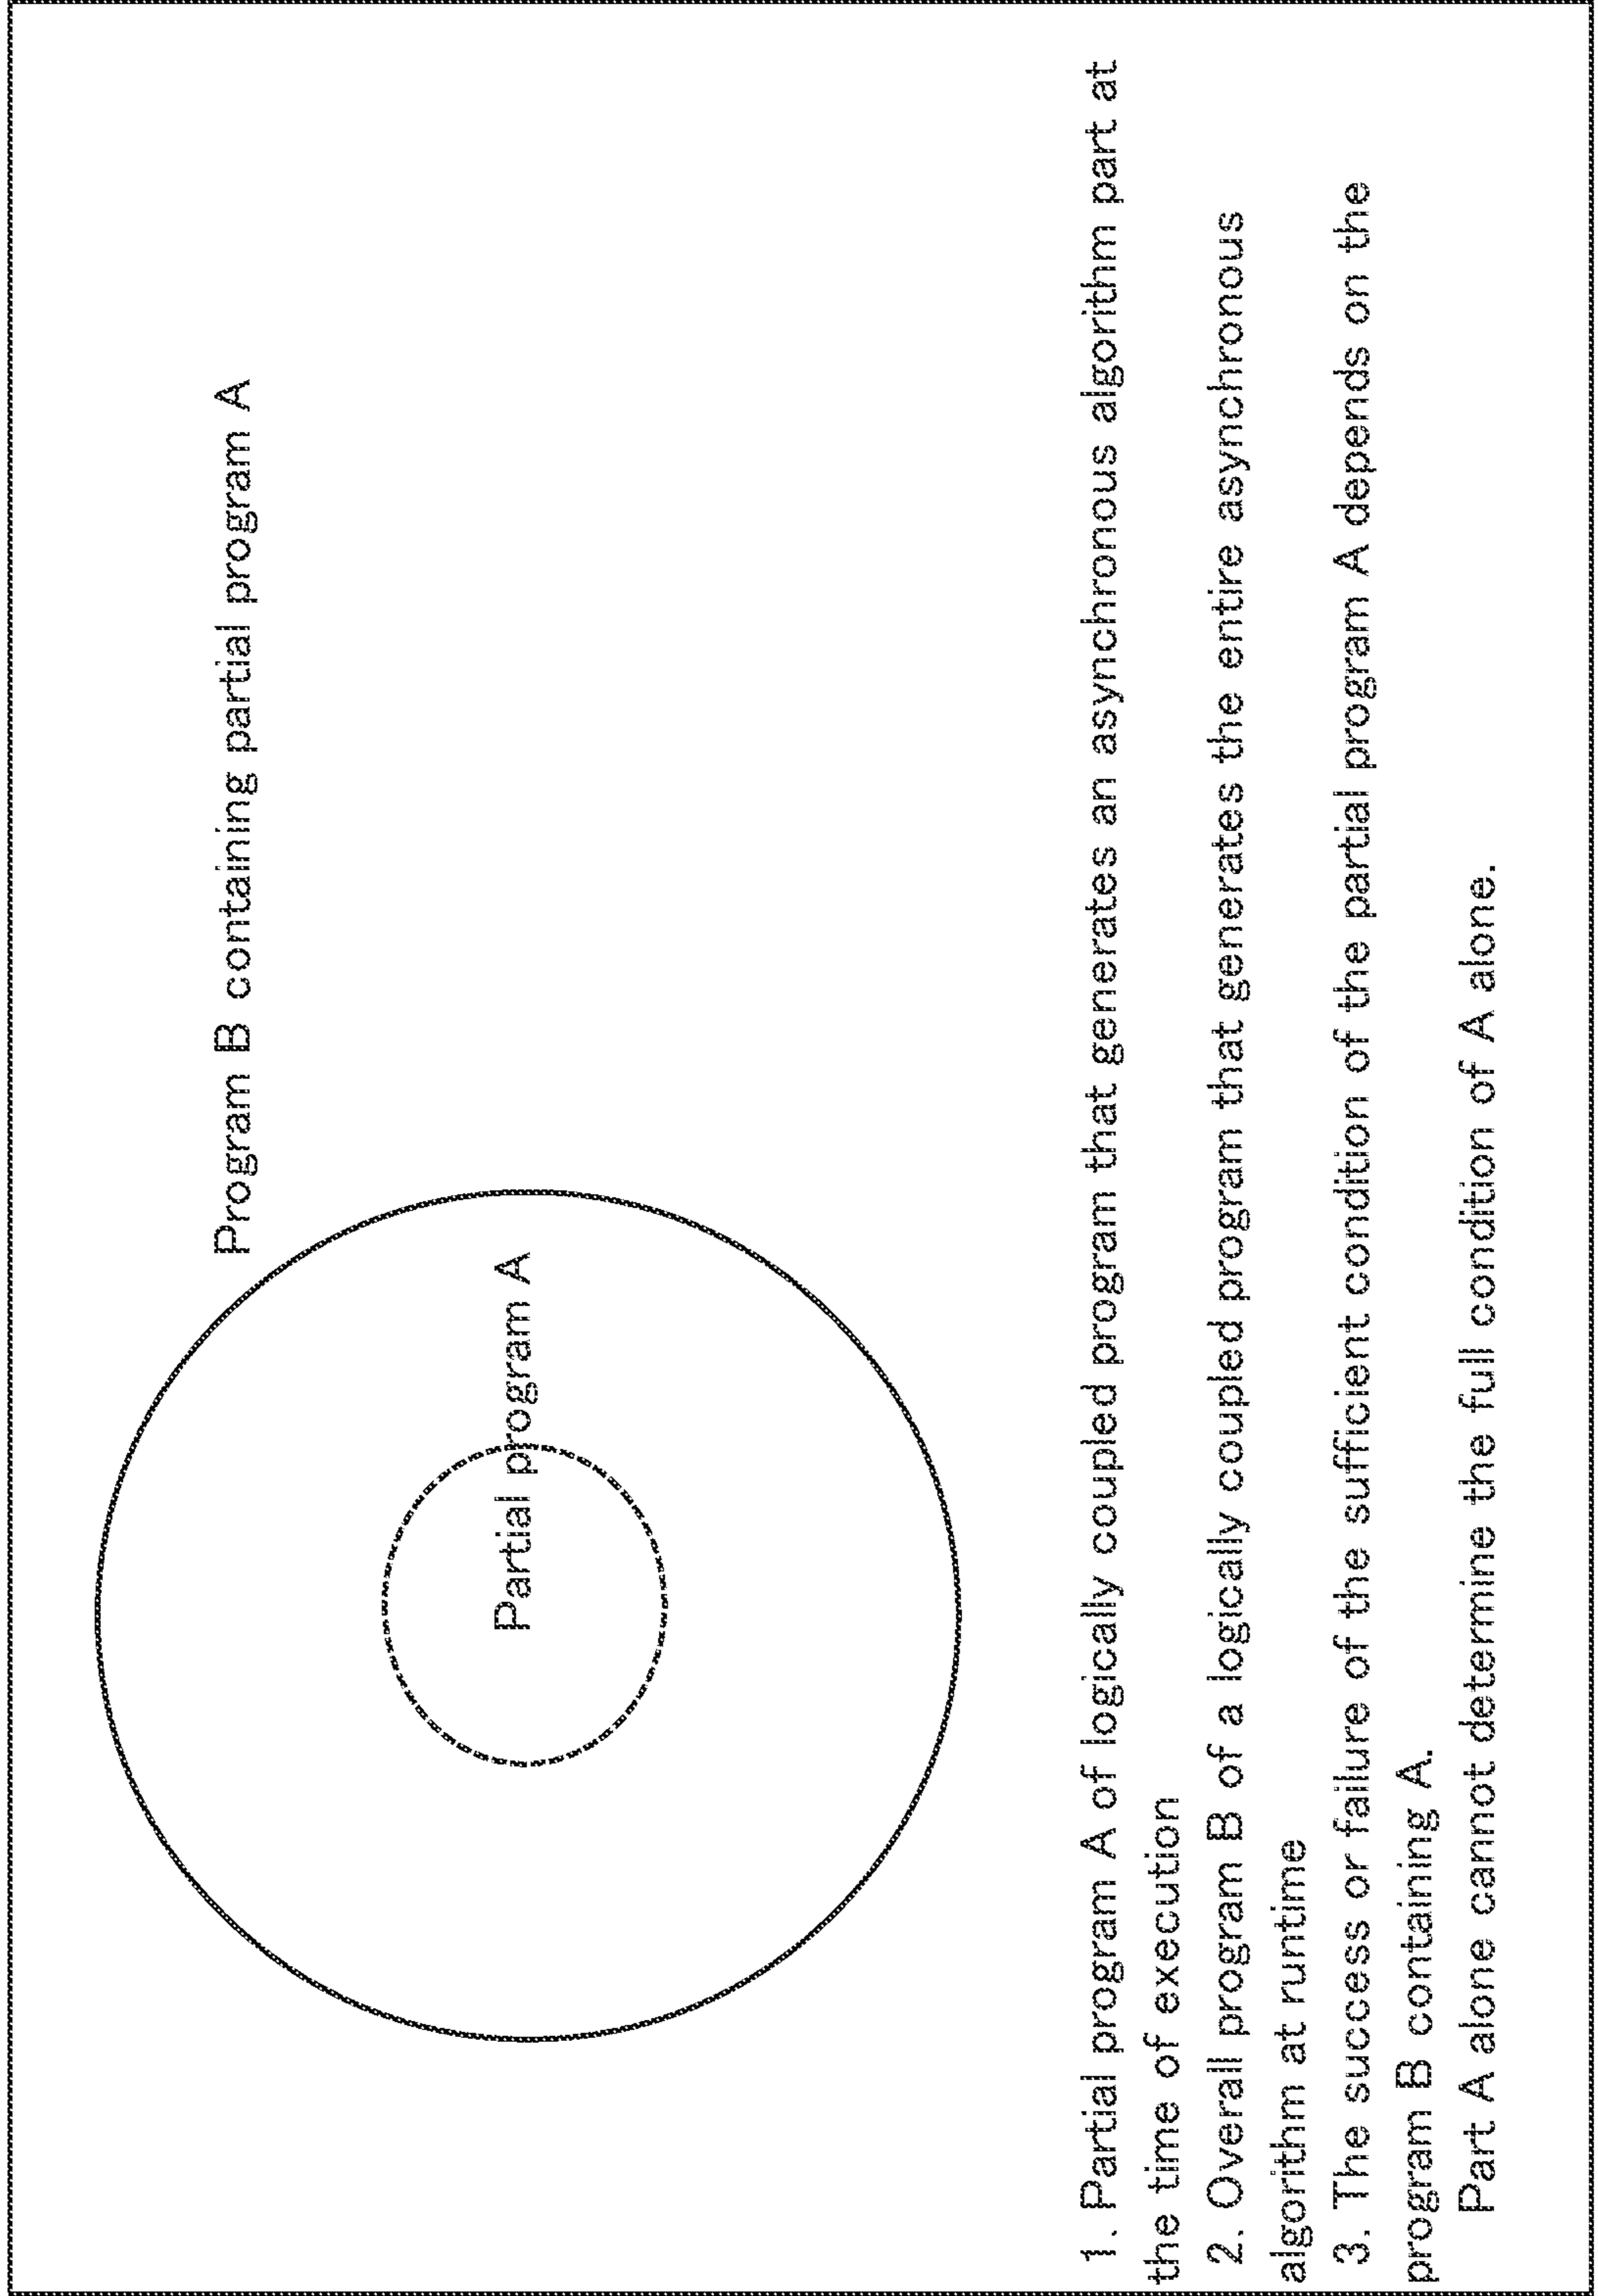 Program B containing partial program A
Partial program A
1. Partial program A of logically coupled program that generates an asynchronous algorithm part at
the time of execution
2. Overall program B of a logically coupled program that generates the entire asynchronous
algorithm at runtime
3. The success or failure of the sufficient condition of the partial program A depends on the
program B containing A.
Part A alone cannot determine the full condition of A alone.